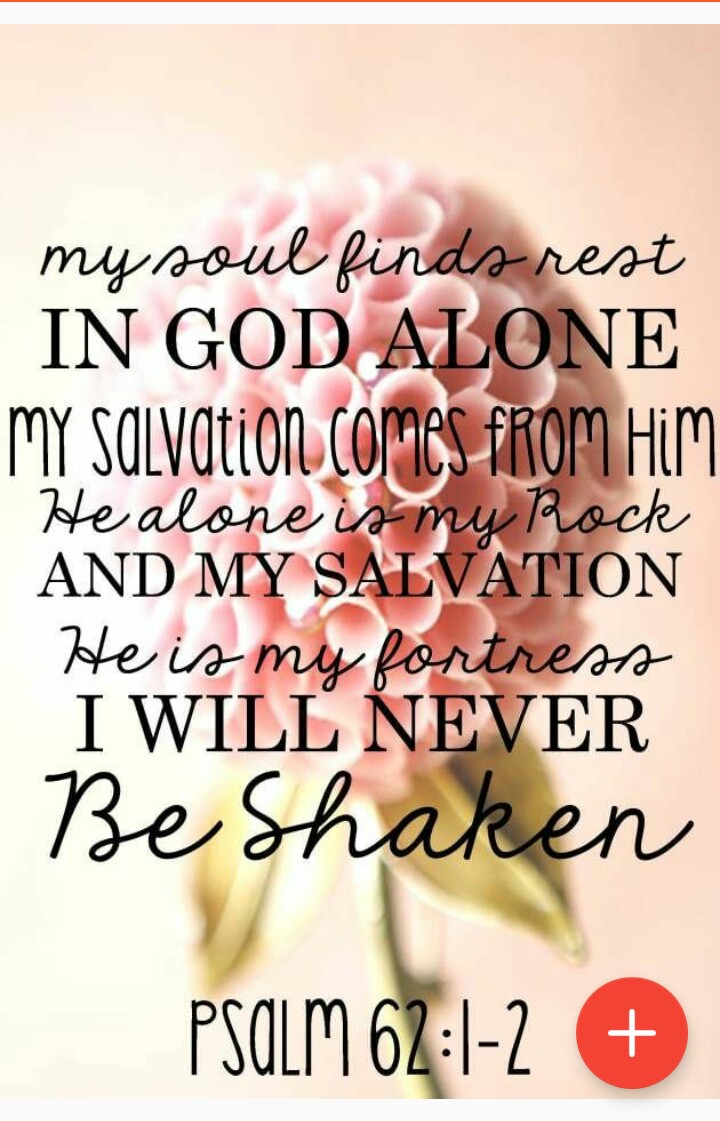 my soul finds rest
IN GOD ALONE
MY SALVATION COMES FROM HIM
He alone is my Rock
AND MY SALVATION
He is my fortress
I WILL NEVER
Be Shaken
PSALM 62:1-2